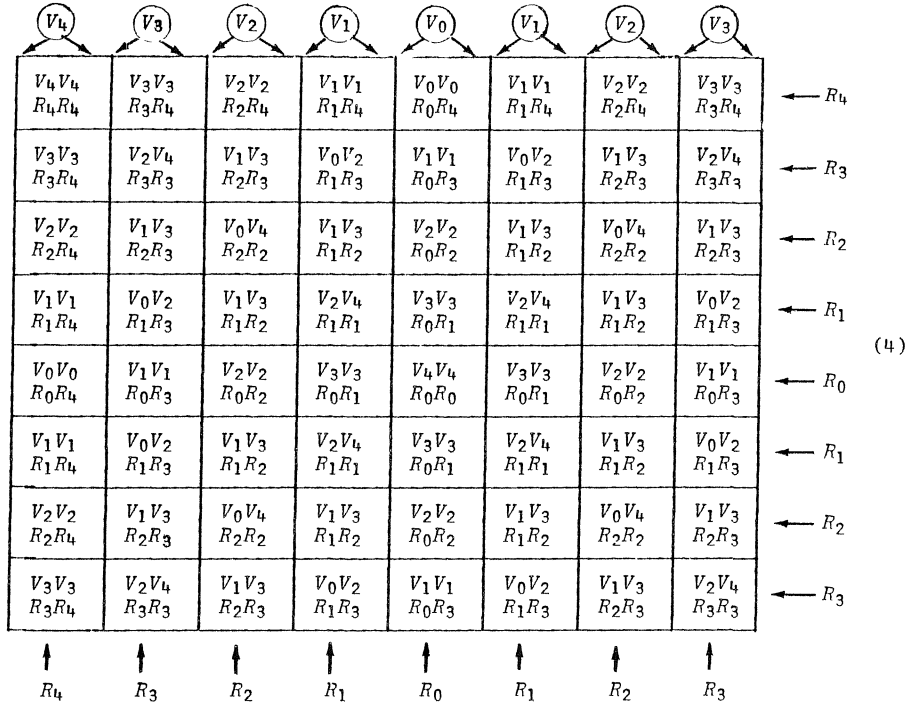 V4 V3 V2 V1 V0 V1 V2 V3
V4V4 V3V3 V2V2 V1V1 V0V0 V1V1 V2V2 V3V3
R4R4 R3R4 R2R4 R1R4 R0R4 R1R4 R2R4 R3R4
R4
V3V3 V2V4 V1V3 V0V2 V1V1 V0V2 V1V3 V2V4
R3R4 R3R3 R2R3 R1R3 R0R3 R1R3 R2R3 R3R3
R3
V2V2 V1V3 V0V4 V1V3 V2V2 V1V3 V0V4 V1V3
R2R4 R2R3 R2R2 R1R2 R0R2 R1R2 R2R2 R2R3
R2
V1V1 V0V2 V1V3 V2V4 V3V3 V2V4 V1V3 V0V2
R1R4 R1R3 R1R2 R1R1 R0R1 R1R1 R1R2 R1R3
R1
(4)
V0V0 V1V1 V2V2 V3V3 V4V4 V3V3 V2V2 V1V1
R0R4 R0R3 R0R2 R0R1 R0R0 R0R1 R0R2 R0R3
R0
V1V1 V0V2 V1V3 V2V4 V3V3 V2V4 V1V3 V0V2
R1R4 R1R3 R1R2 R1R1 R0R1 R1R1 R1R2 R1R3
R1
V2V2 V1V3 V0V4 V1V3 V2V2 V1V3 V0V4 V1V3
R2R4 R2R3 R2R2 R1R2 R0R2 R1R2 R2R2 R2R3
R2
V3V3 V2V4 V1V3 V0V2 V1V1 V0V2 V1V3 V2V4
R3R4 R3R3 R2R3 R1R3 R0R3 R1R3 R2R3 R3R3
R3
R4 R3 R2 R1 R0 R1 R2 R3